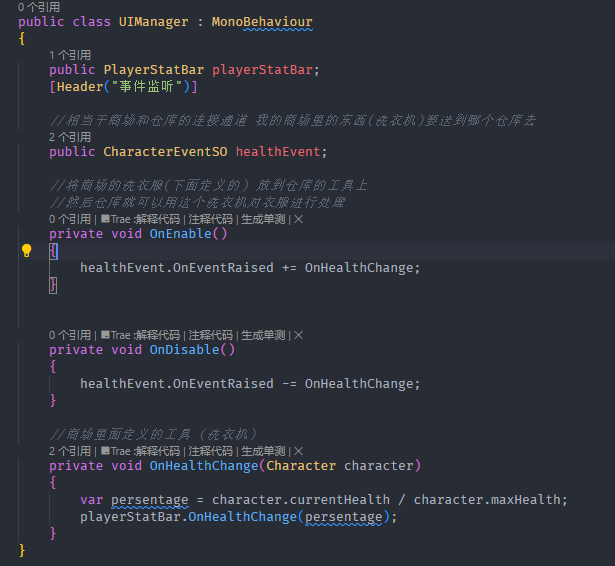 0 个引用
public class UIManager : MonoBehaviour
{
1 个引用
public PlayerStatBar playerStatBar;
[Header("事件监听")]
//相当于商场和仓库的连接通道 我的商场里的东西(洗衣机)要送到哪个仓库去
2 个引用
public CharacterEventSO healthEvent;
//将商场的洗衣服(下面定义的) 放到仓库的工具上
//然后仓库就可以用这个洗衣机对衣服进行处理
0 个引用 | Trae :解释代码 | 注释代码 | 生成单测 | ×
private void OnEnable()
{
healthEvent.OnEventRaised += OnHealthChange;
}
0 个引用 | Trae :解释代码 | 注释代码 | 生成单测 | ×
private void OnDisable()
{
healthEvent.OnEventRaised -= OnHealthChange;
}
//商场里面定义的工具 (洗衣机)
2 个引用 | Trae :解释代码 | 注释代码 | 生成单测 | ×
private void OnHealthChange(Character character)
{
var persentage = character.currentHealth / character.maxHealth;
playerStatBar.OnHealthChange(persentage);
}
}